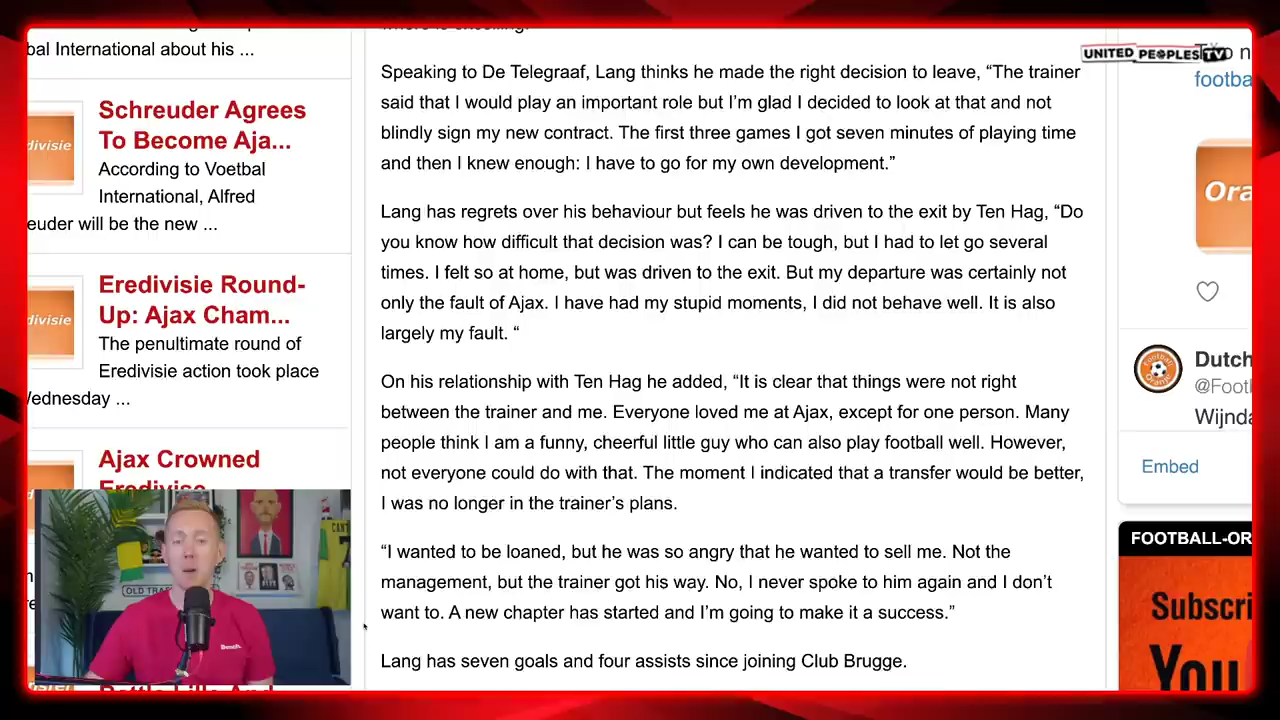 UNITED PEOPLES TV
bal International about his ...
Schreuder Agrees
To Become Aja...
According to Voetbal
International, Alfred
euder will be the new ...
divisie
Eredivisie Round-
Up: Ajax Cham...
The penultimate round of
Eredivisie action took place
Wednesday ...
divisie
Ajax Crowned
Eredivise
Speaking to De Telegraaf, Lang thinks he made the right decision to leave, “The trainer
said that I would play an important role but I’m glad I decided to look at that and not
blindly sign my new contract. The first three games I got seven minutes of playing time
and then I knew enough: I have to go for my own development.”
Lang has regrets over his behaviour but feels he was driven to the exit by Ten Hag, “Do
you know how difficult that decision was? I can be tough, but I had to let go several
times. I felt so at home, but was driven to the exit. But my departure was certainly not
only the fault of Ajax. I have had my stupid moments, I did not behave well. It is also
largely my fault. “
On his relationship with Ten Hag he added, “It is clear that things were not right
between the trainer and me. Everyone loved me at Ajax, except for one person. Many
people think I am a funny, cheerful little guy who can also play football well. However,
not everyone could do with that. The moment I indicated that a transfer would be better,
I was no longer in the trainer’s plans.
“I wanted to be loaned, but he was so angry that he wanted to sell me. Not the
management, but the trainer got his way. No, I never spoke to him again and I don’t
want to. A new chapter has started and I’m going to make it a success.”
Lang has seven goals and four assists since joining Club Brugge.
footba
Ora
Dutch
@Footl
Wijnda
Embed
FOOTBALL-OR
Subscri
You
OLD TRA
Bench.